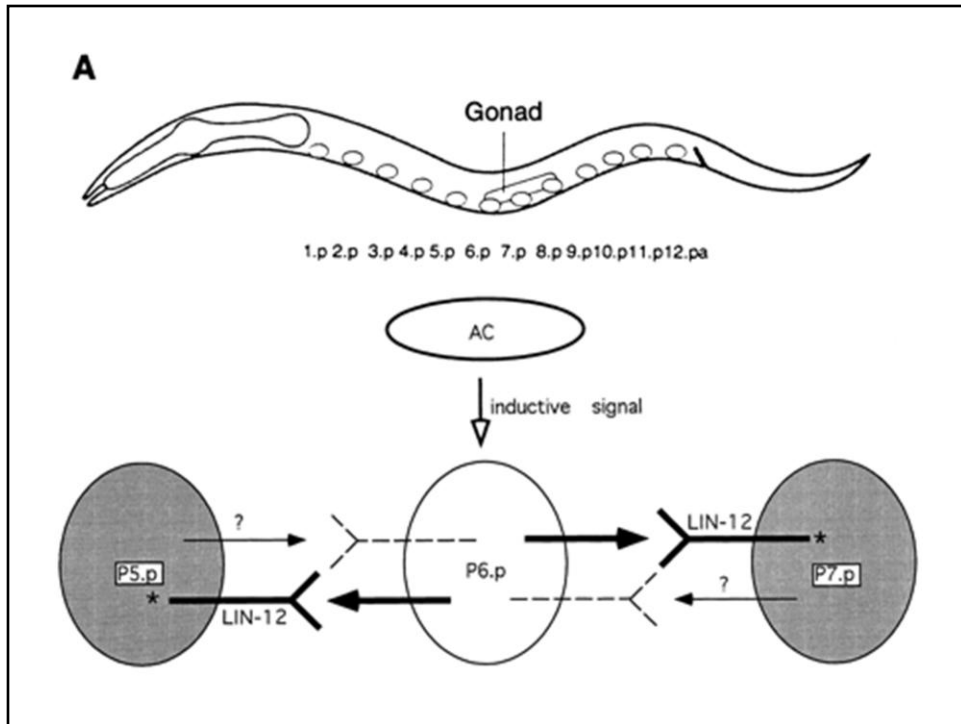 A
Gonad
1.p 2.p 3.p 4.p 5.p 6.p 7.p 8.p 9.p10.p11.p12.pa
AC
inductive signal
? LIN-12 *
P5.p P6.p P7.p
* LIN-12 ?